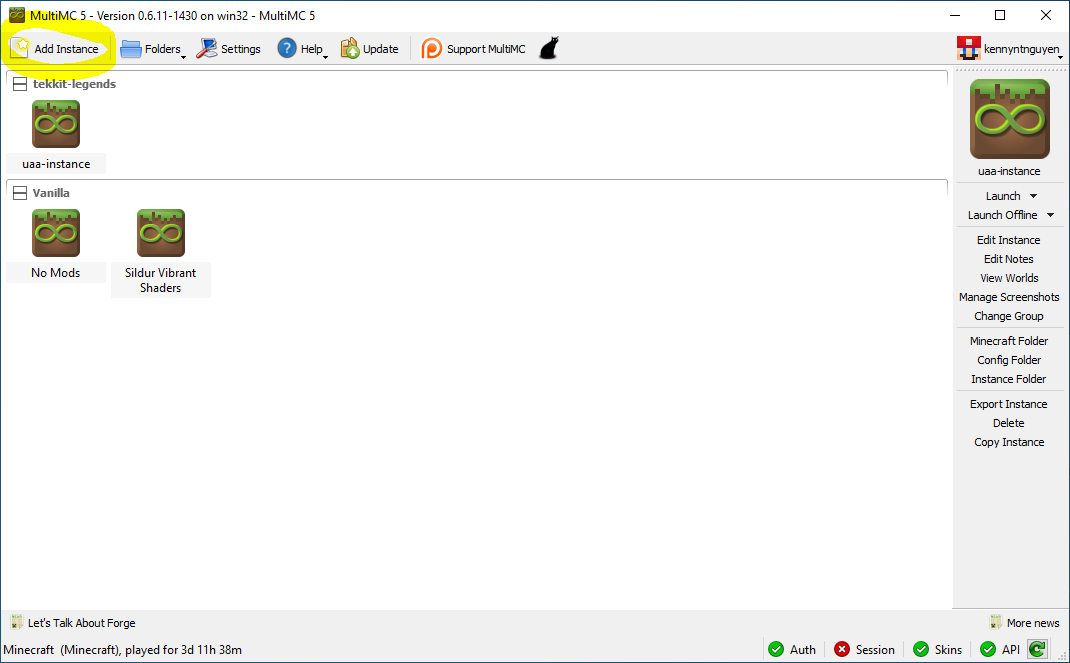 MultiMC 5 - Version 0.6.11-1430 on win32 - MultiMC 5
Add Instance Folders Settings Help Update Support MultiMC kennyntnguyen
tekkit-legends
uaa-instance
Vanilla
No Mods
Sildur Vibrant
Shaders
uaa-instance
Launch
Launch Offline
Edit Instance
Edit Notes
View Worlds
Manage Screenshots
Change Group
Minecraft Folder
Config Folder
Instance Folder
Export Instance
Delete
Copy Instance
Let's Talk About Forge More news
Minecraft (Minecraft), played for 3d 11h 38m Auth Session Skins API